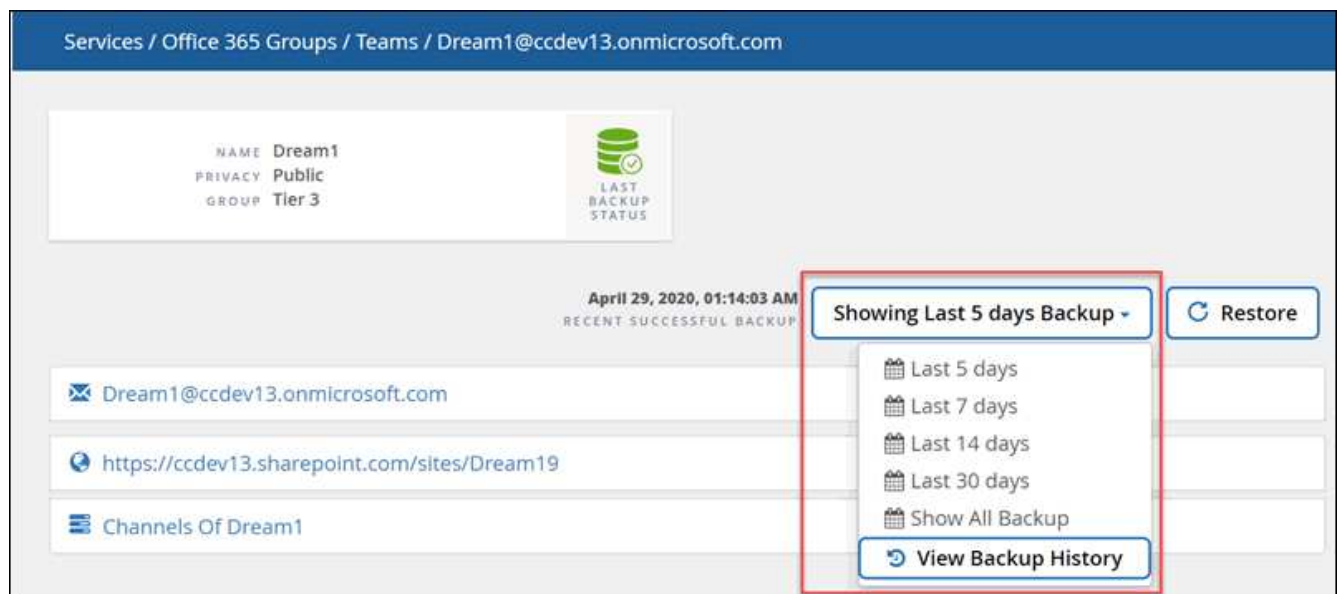 Services / Office 365 Groups / Teams / Dream1@ccdev13.onmicrosoft.com
NAME Dream1
PRIVACY Public
GROUP Tier 3
LAST
BACKUP
STATUS
April 29, 2020, 01:14:03 AM
RECENT SUCCESSFUL BACKUP
Showing Last 5 days Backup
Restore
Last 5 days
Last 7 days
Last 14 days
Last 30 days
Show All Backup
View Backup History
Dream1@ccdev13.onmicrosoft.com
https://ccdev13.sharepoint.com/sites/Dream19
Channels Of Dream1